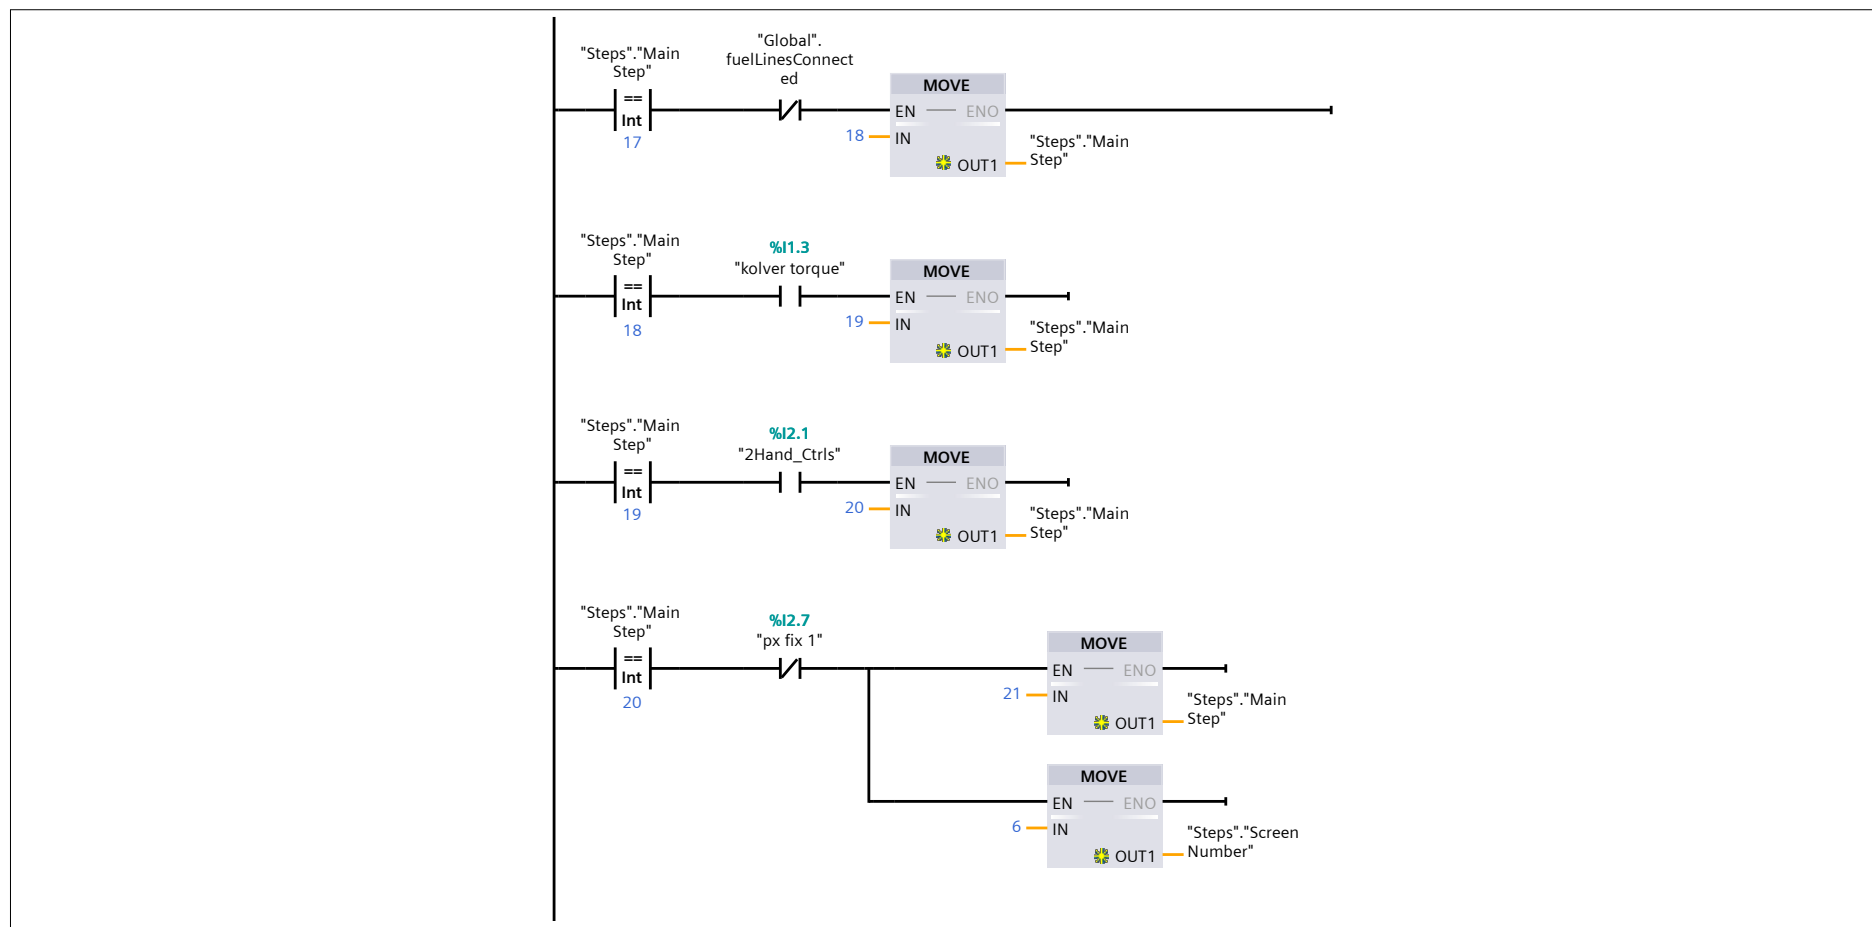 "Steps"."Main
Step"
"Global".
fuelLinesConnect
ed
==
Int
17
MOVE
EN ENO
18 IN
OUT1
"Steps"."Main
Step"
"Steps"."Main
Step"
%I1.3
"kolver torque"
==
Int
18
MOVE
EN ENO
19 IN
OUT1
"Steps"."Main
Step"
"Steps"."Main
Step"
%I2.1
"2Hand_Ctrls"
==
Int
19
MOVE
EN ENO
20 IN
OUT1
"Steps"."Main
Step"
"Steps"."Main
Step"
%I2.7
"px fix 1"
==
Int
20
MOVE
EN ENO
21 IN
OUT1
"Steps"."Main
Step"
MOVE
EN ENO
6 IN
OUT1
"Steps"."Screen
Number"